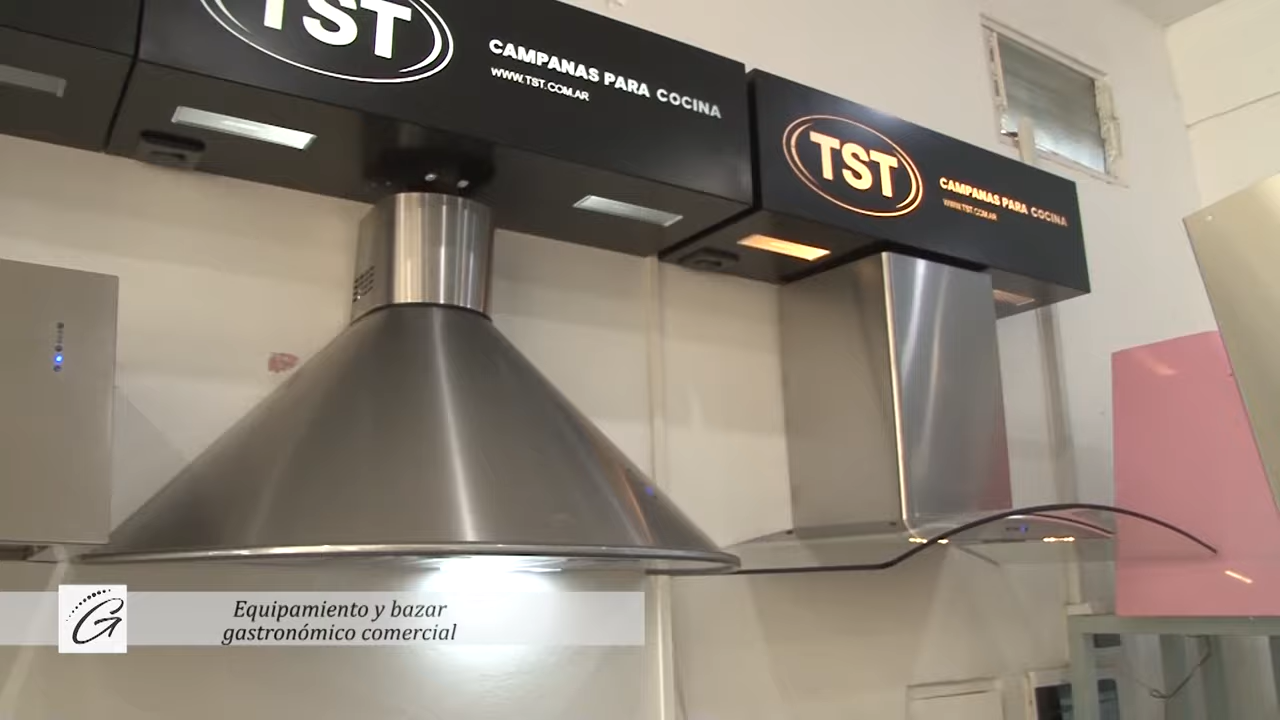 TST
CAMPANAS PARA COCINA
WWW.TST.COM.AR
TST
CAMPANAS PARA COCINA
WWW.TST.COM.AR
G
Equipamiento y bazar
gastronómico comercial